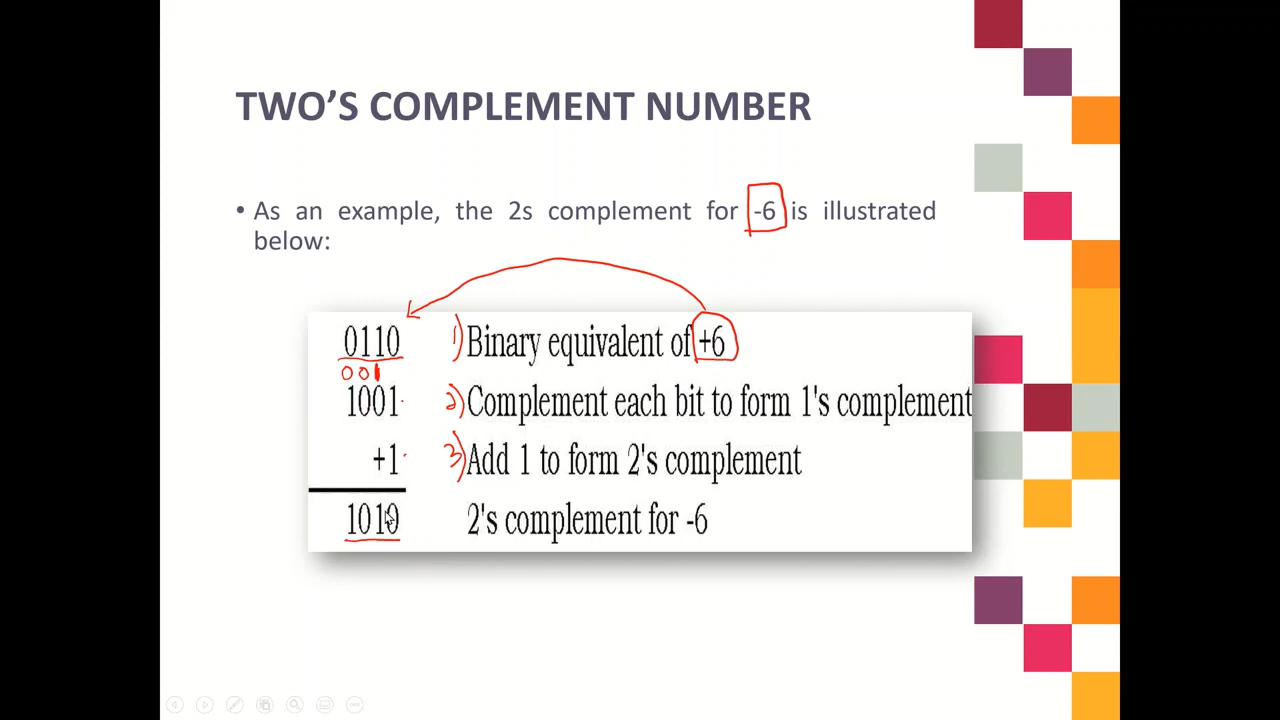 TWO'S COMPLEMENT NUMBER
• As an example, the 2s complement for -6 is illustrated
below:
0110 1) Binary equivalent of +6
001
1001 2) Complement each bit to form 1's complement
+1 3) Add 1 to form 2's complement
1010 2's complement for -6